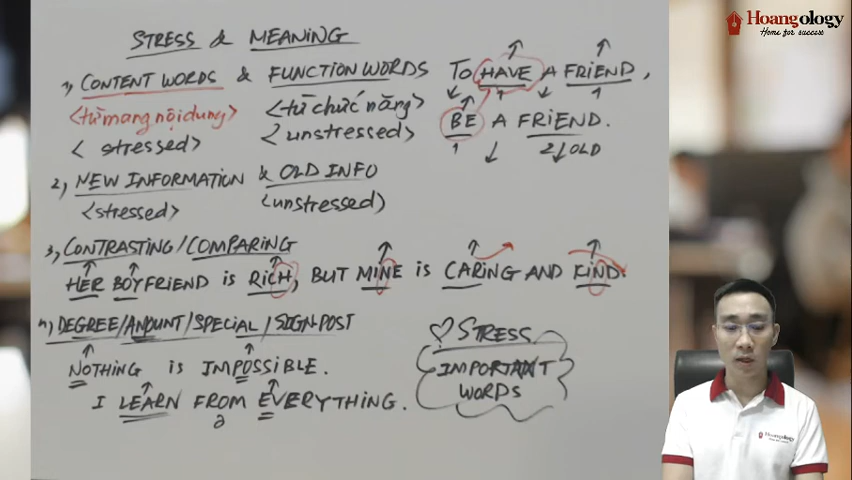 STRESS & MEANING
1, CONTENT WORDS & FUNCTION WORDS
<từ mang nội dung> <từ chức năng>
< stressed> < unstressed>
2, NEW INFORMATION & OLD INFO
<stressed> (unstressed)
3, CONTRASTING/COMPARING
HER BOYFRIEND is RICH, BUT MINE is CARING AND KIND.
4, DEGREE/AMOUNT/SPECIAL/SIGN POST
NOTHING is IMPOSSIBLE.
I LEARN FROM EVERYTHING.
ə
TO HAVE A FRIEND,
BE A FRIEND.
1 2 OLD
♡ STRESS
IMPORTANT
WORDS
Hoangology
Home for success
Hoangology